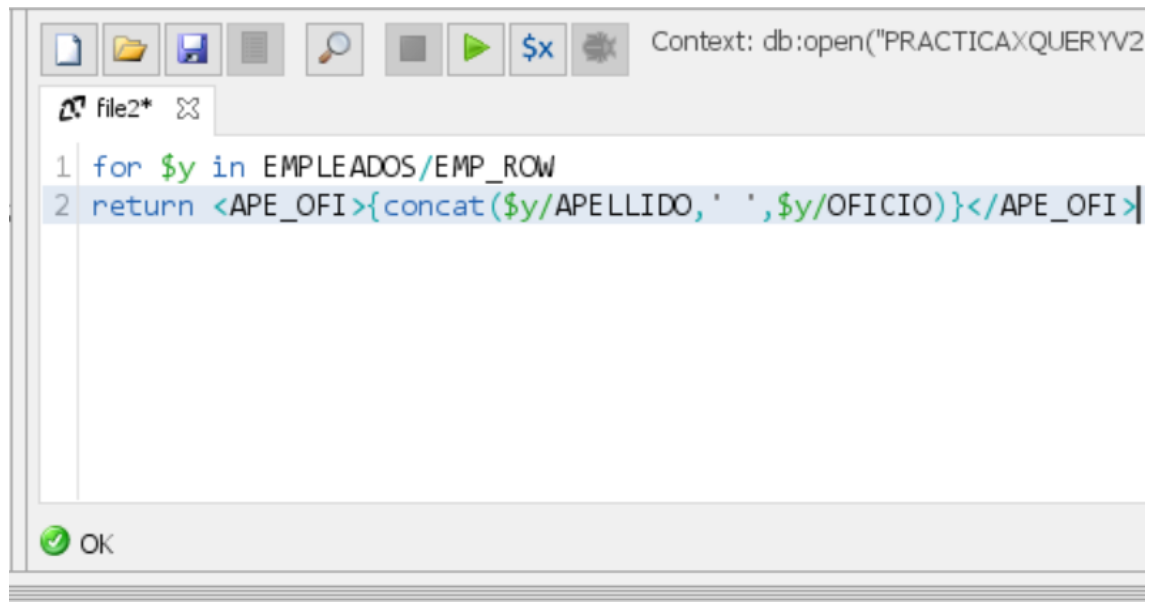 $x Context: db:open("PRACTICAXQUERYV2
file2*
1 for $y in EMPLEADOS/EMP_ROW
2 return <APE_OFI>{concat($y/APELLIDO,' ',$y/OFICIO)}</APE_OFI>
OK